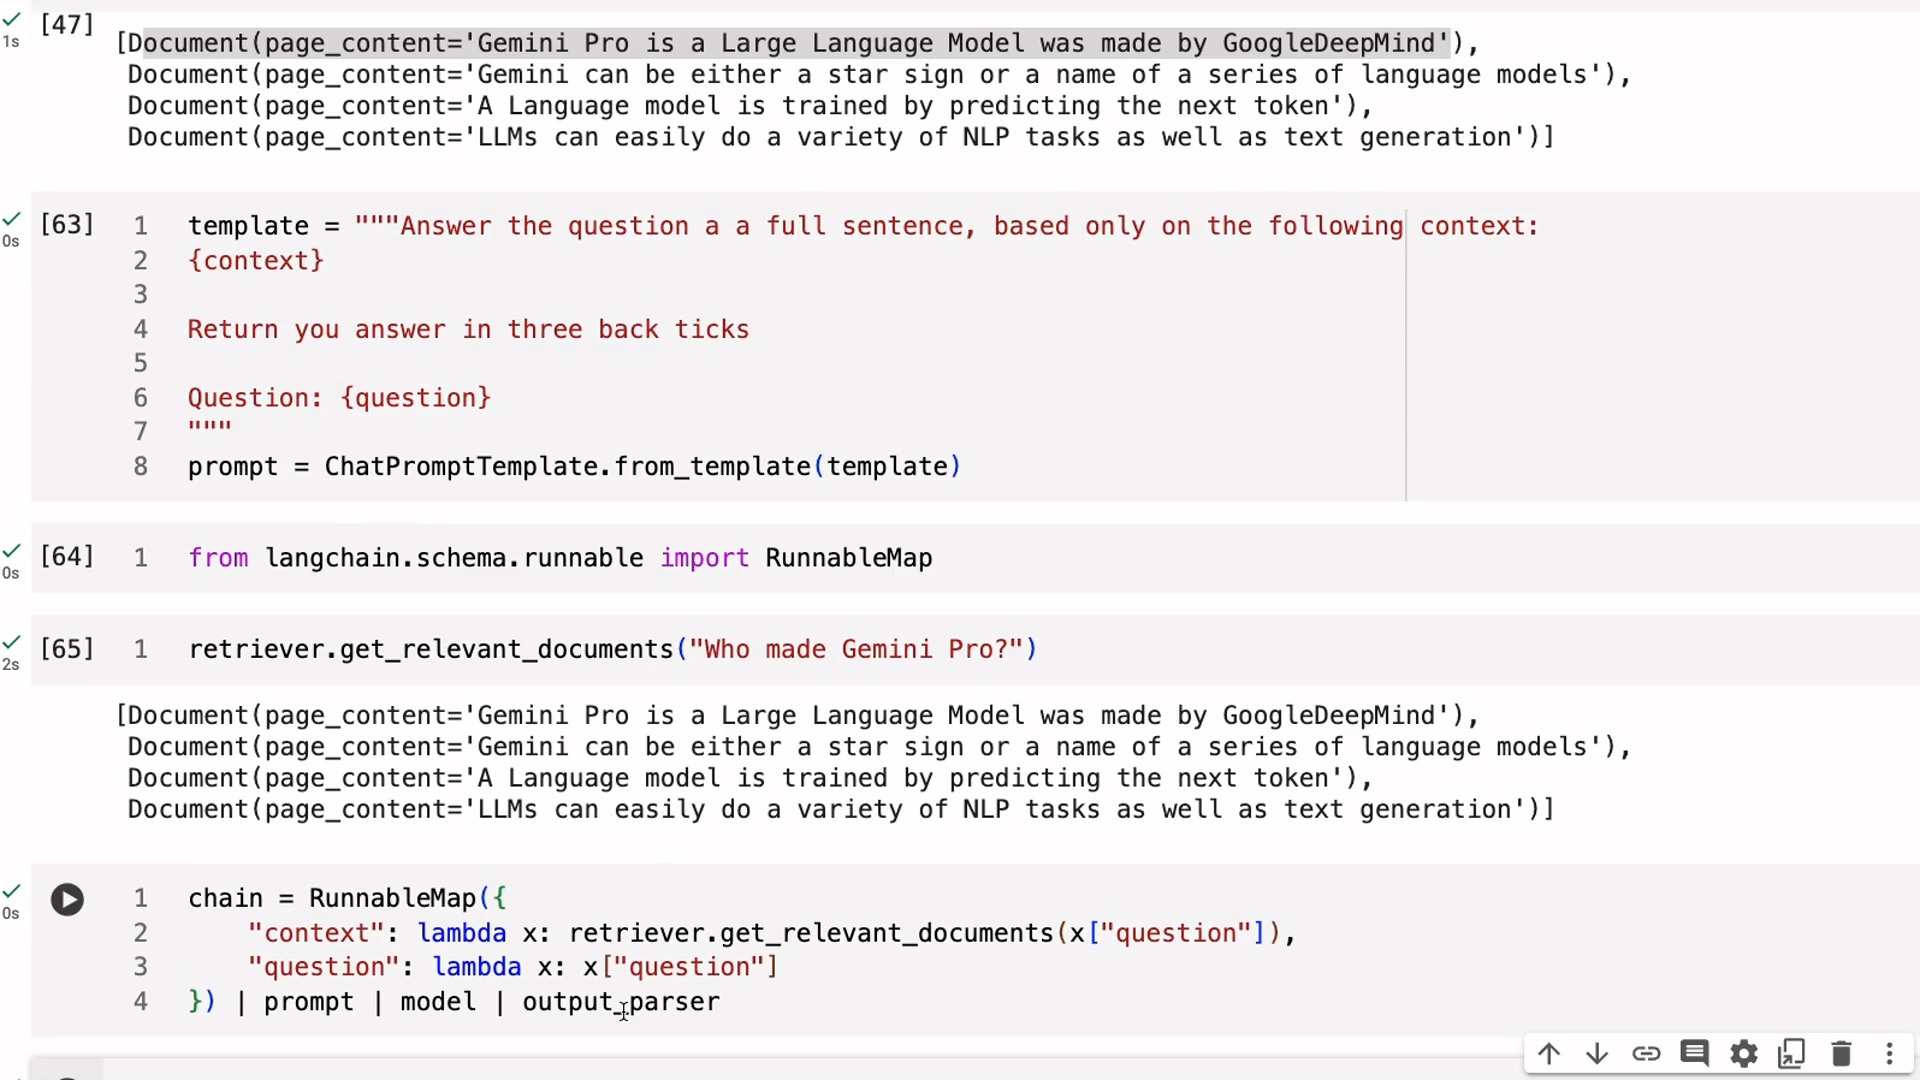 [47]
1s
[Document(page_content='Gemini Pro is a Large Language Model was made by GoogleDeepMind'),
Document(page_content='Gemini can be either a star sign or a name of a series of language models'),
Document(page_content='A Language model is trained by predicting the next token'),
Document(page_content='LLMs can easily do a variety of NLP tasks as well as text generation')]
[63] 1 template = """Answer the question a a full sentence, based only on the following context:
0s
2 {context}
3
4 Return you answer in three back ticks
5
6 Question: {question}
7 """
8 prompt = ChatPromptTemplate.from_template(template)
[64] 1 from langchain.schema.runnable import RunnableMap
0s
[65] 1 retriever.get_relevant_documents("Who made Gemini Pro?")
2s
[Document(page_content='Gemini Pro is a Large Language Model was made by GoogleDeepMind'),
Document(page_content='Gemini can be either a star sign or a name of a series of language models'),
Document(page_content='A Language model is trained by predicting the next token'),
Document(page_content='LLMs can easily do a variety of NLP tasks as well as text generation')]
1 chain = RunnableMap({
0s
2 "context": lambda x: retriever.get_relevant_documents(x["question"]),
3 "question": lambda x: x["question"]
4 }) | prompt | model | output_parser